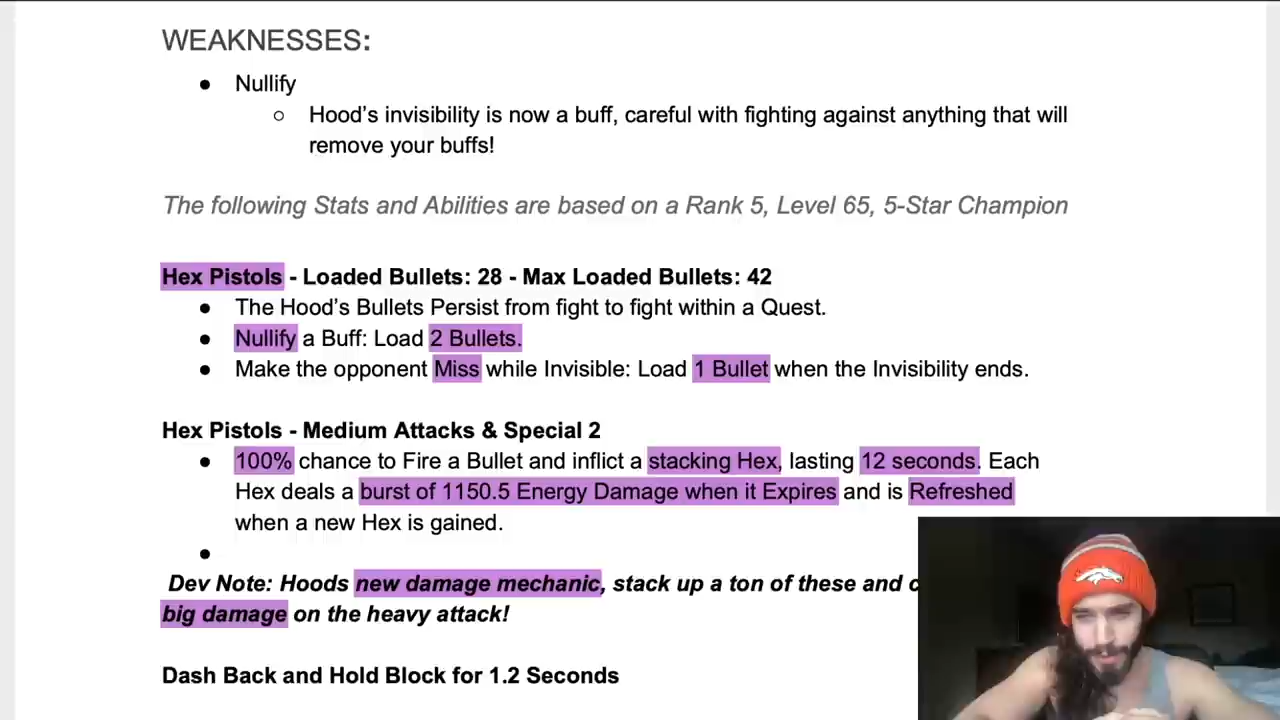 WEAKNESSES:
● Nullify
○ Hood's invisibility is now a buff, careful with fighting against anything that will
remove your buffs!
The following Stats and Abilities are based on a Rank 5, Level 65, 5-Star Champion
Hex Pistols - Loaded Bullets: 28 - Max Loaded Bullets: 42
● The Hood's Bullets Persist from fight to fight within a Quest.
● Nullify a Buff: Load 2 Bullets.
● Make the opponent Miss while Invisible: Load 1 Bullet when the Invisibility ends.
Hex Pistols - Medium Attacks & Special 2
● 100% chance to Fire a Bullet and inflict a stacking Hex, lasting 12 seconds. Each
Hex deals a burst of 1150.5 Energy Damage when it Expires and is Refreshed
when a new Hex is gained.
●
Dev Note: Hoods new damage mechanic, stack up a ton of these and
big damage on the heavy attack!
Dash Back and Hold Block for 1.2 Seconds